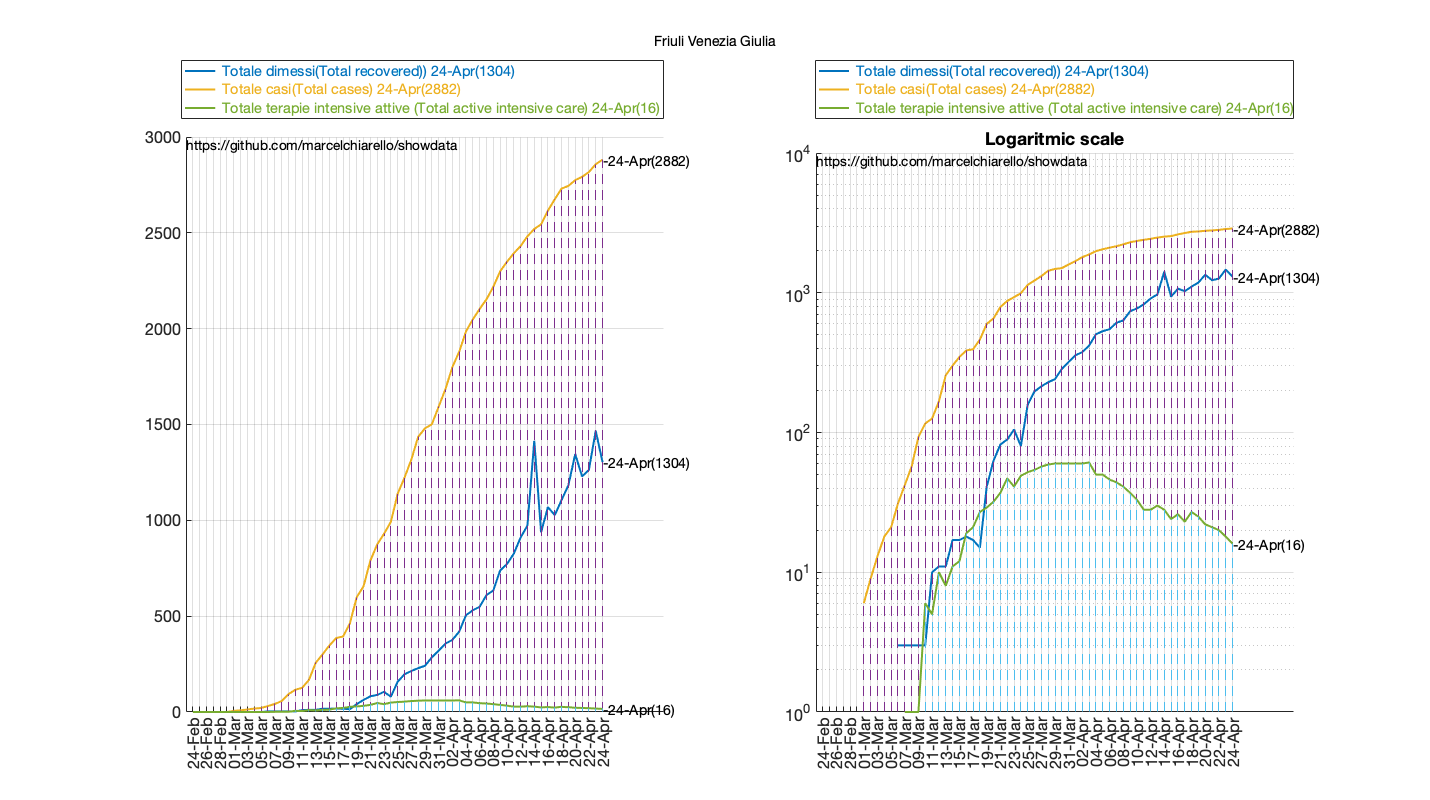 Friuli Venezia Giulia
Totale dimessi(Total recovered)) 24-Apr(1304)
Totale casi(Total cases) 24-Apr(2882)
Totale terapie intensive attive (Total active intensive care) 24-Apr(16)
https://github.com/marcelchiarello/showdata
3000
2500
2000
1500
1000
500
0
-24-Apr(2882)
-24-Apr(1304)
-24-Apr(16)
24-Feb
26-Feb
28-Feb
01-Mar
03-Mar
05-Mar
07-Mar
09-Mar
11-Mar
13-Mar
15-Mar
17-Mar
19-Mar
21-Mar
23-Mar
25-Mar
27-Mar
29-Mar
31-Mar
02-Apr
04-Apr
06-Apr
08-Apr
10-Apr
12-Apr
14-Apr
16-Apr
18-Apr
20-Apr
22-Apr
24-Apr
Totale dimessi(Total recovered)) 24-Apr(1304)
Totale casi(Total cases) 24-Apr(2882)
Totale terapie intensive attive (Total active intensive care) 24-Apr(16)
Logaritmic scale
https://github.com/marcelchiarello/showdata
10^4
10^3
10^2
10^1
10^0
-24-Apr(2882)
-24-Apr(1304)
-24-Apr(16)
24-Feb
26-Feb
28-Feb
01-Mar
03-Mar
05-Mar
07-Mar
09-Mar
11-Mar
13-Mar
15-Mar
17-Mar
19-Mar
21-Mar
23-Mar
25-Mar
27-Mar
29-Mar
31-Mar
02-Apr
04-Apr
06-Apr
08-Apr
10-Apr
12-Apr
14-Apr
16-Apr
18-Apr
20-Apr
22-Apr
24-Apr